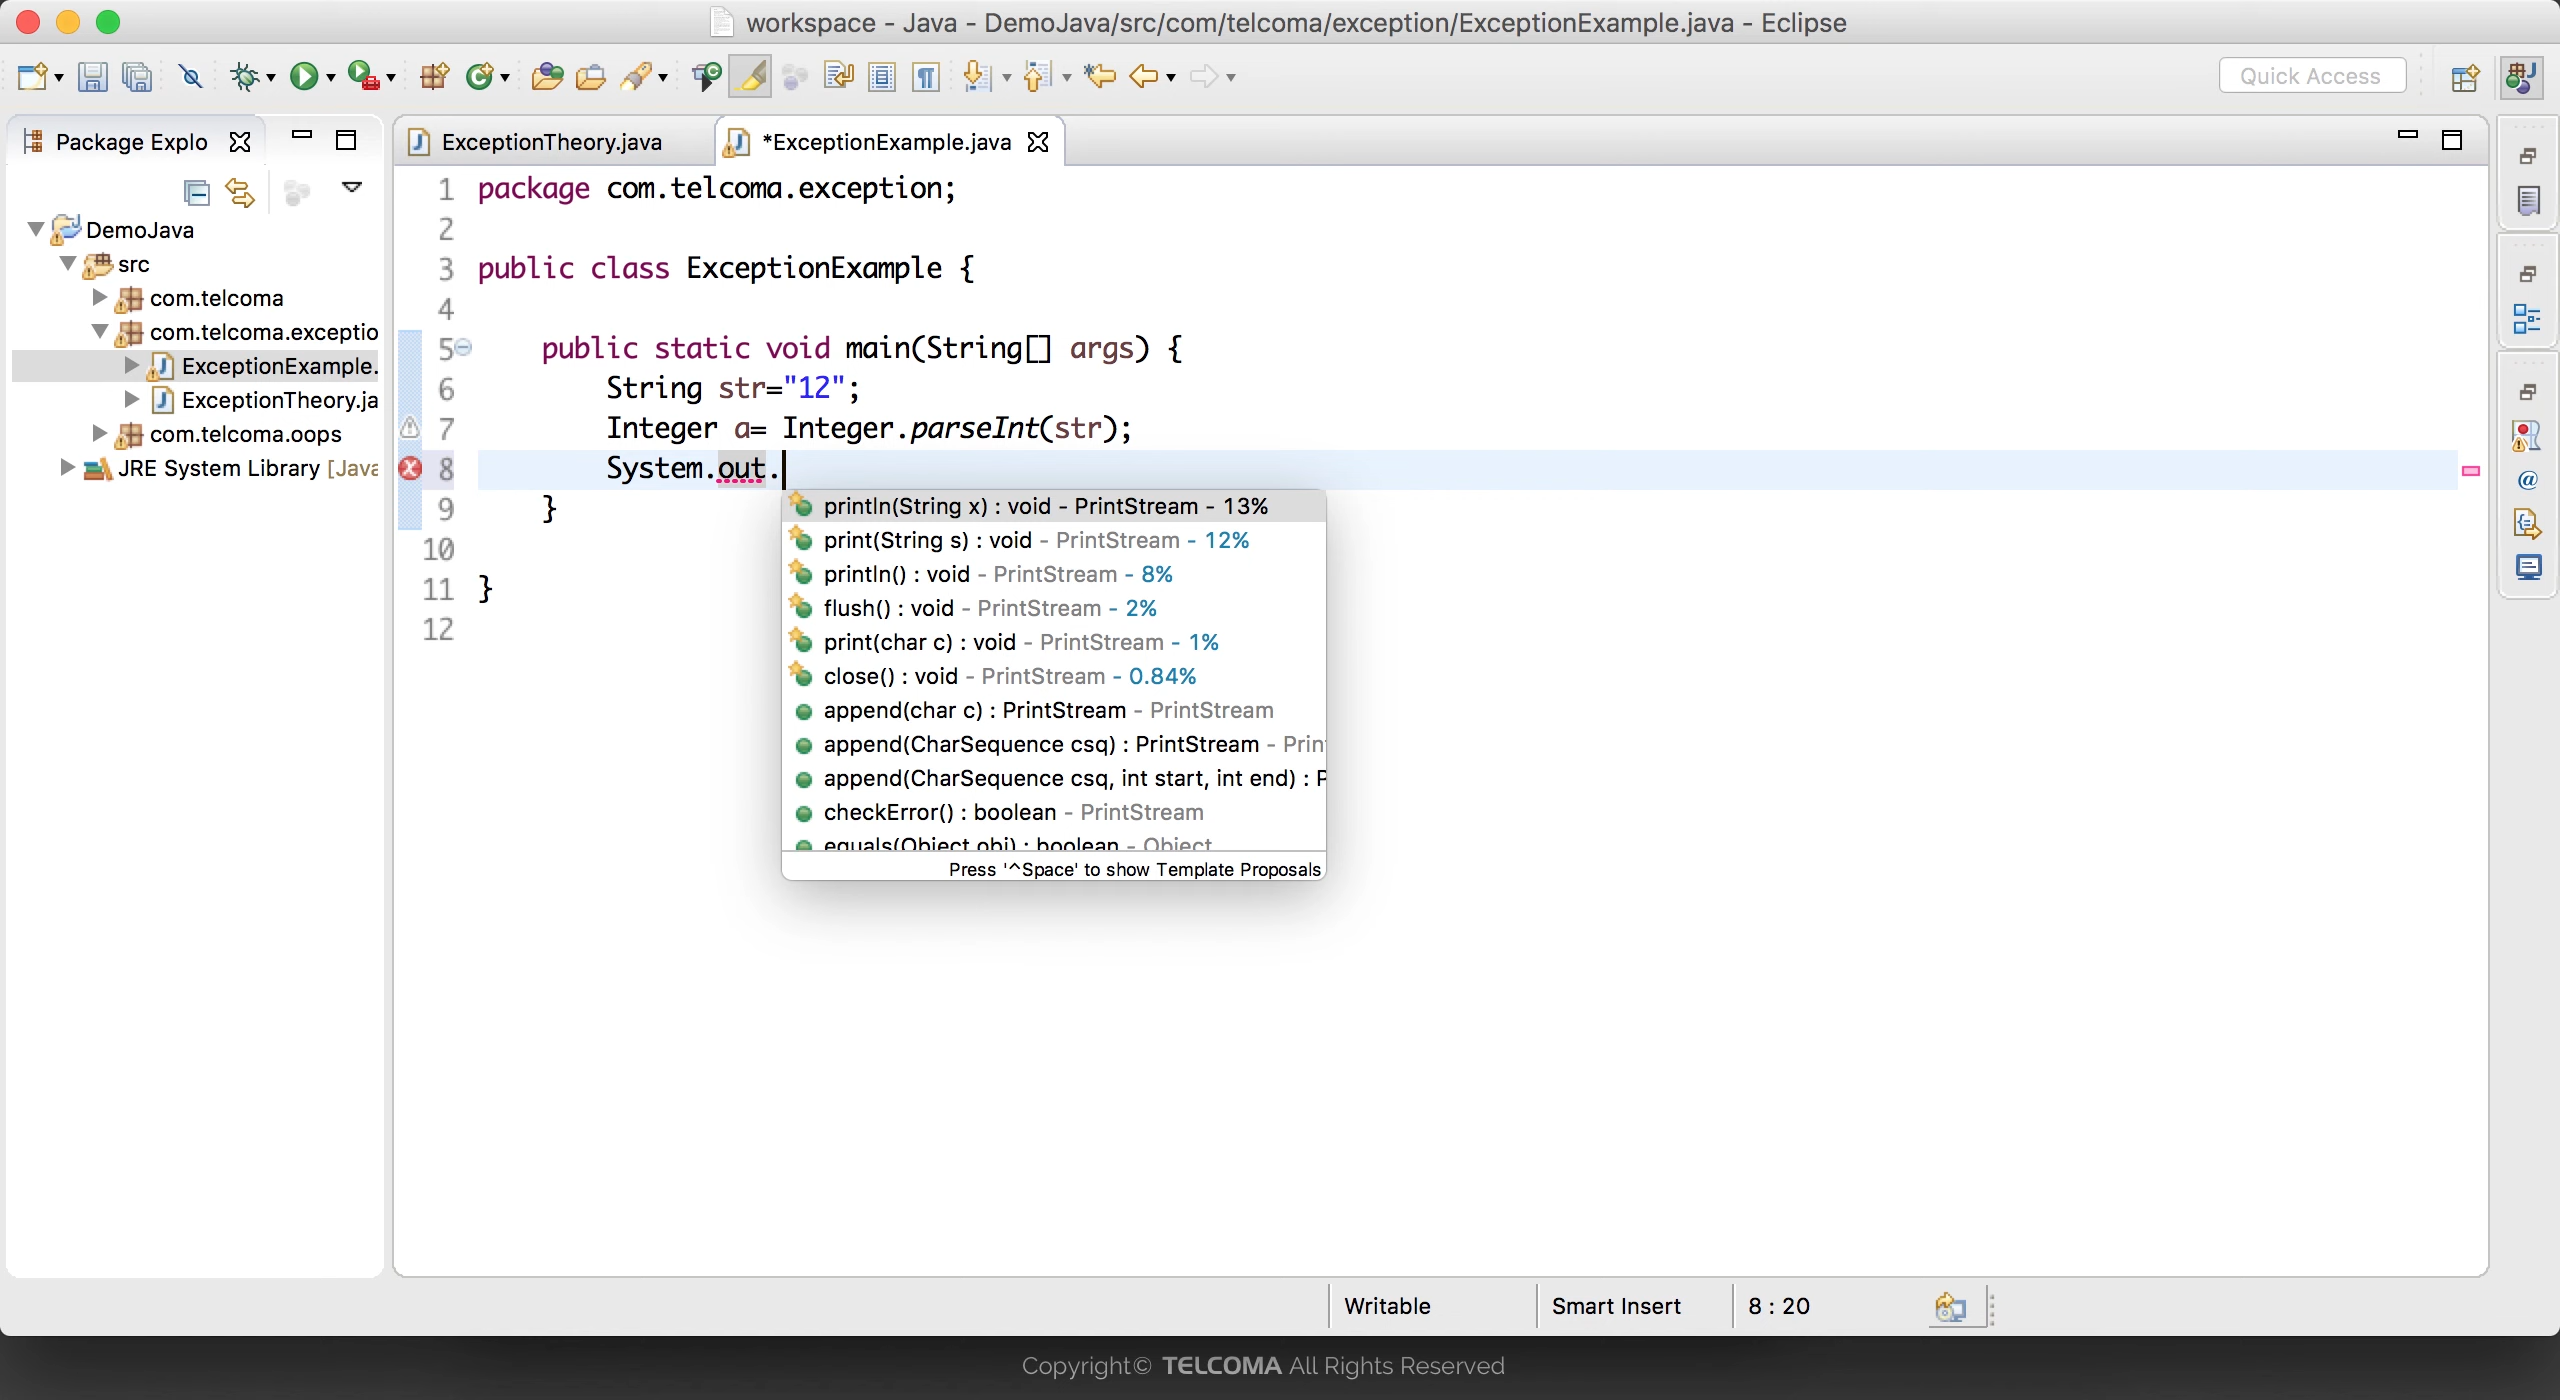 workspace - Java - DemoJava/src/com/telcoma/exception/ExceptionExample.java - Eclipse
Quick Access
Package Explo
ExceptionTheory.java
*ExceptionExample.java
DemoJava
src
com.telcoma
com.telcoma.exceptio
ExceptionExample.
ExceptionTheory.ja
com.telcoma.oops
JRE System Library [Java
1 package com.telcoma.exception;
2
3 public class ExceptionExample {
4
5 public static void main(String[] args) {
6 String str="12";
7 Integer a= Integer.parseInt(str);
8 System.out.
9 }
10
11 }
12
println(String x) : void - PrintStream - 13%
print(String s) : void - PrintStream - 12%
println() : void - PrintStream - 8%
flush() : void - PrintStream - 2%
print(char c) : void - PrintStream - 1%
close() : void - PrintStream - 0.84%
append(char c) : PrintStream - PrintStream
append(CharSequence csq) : PrintStream - Prin
append(CharSequence csq, int start, int end) : P
checkError() : boolean - PrintStream
equals(Object obj) : boolean - Object
Press '^Space' to show Template Proposals
Writable
Smart Insert
8 : 20
Copyright© TELCOMA All Rights Reserved